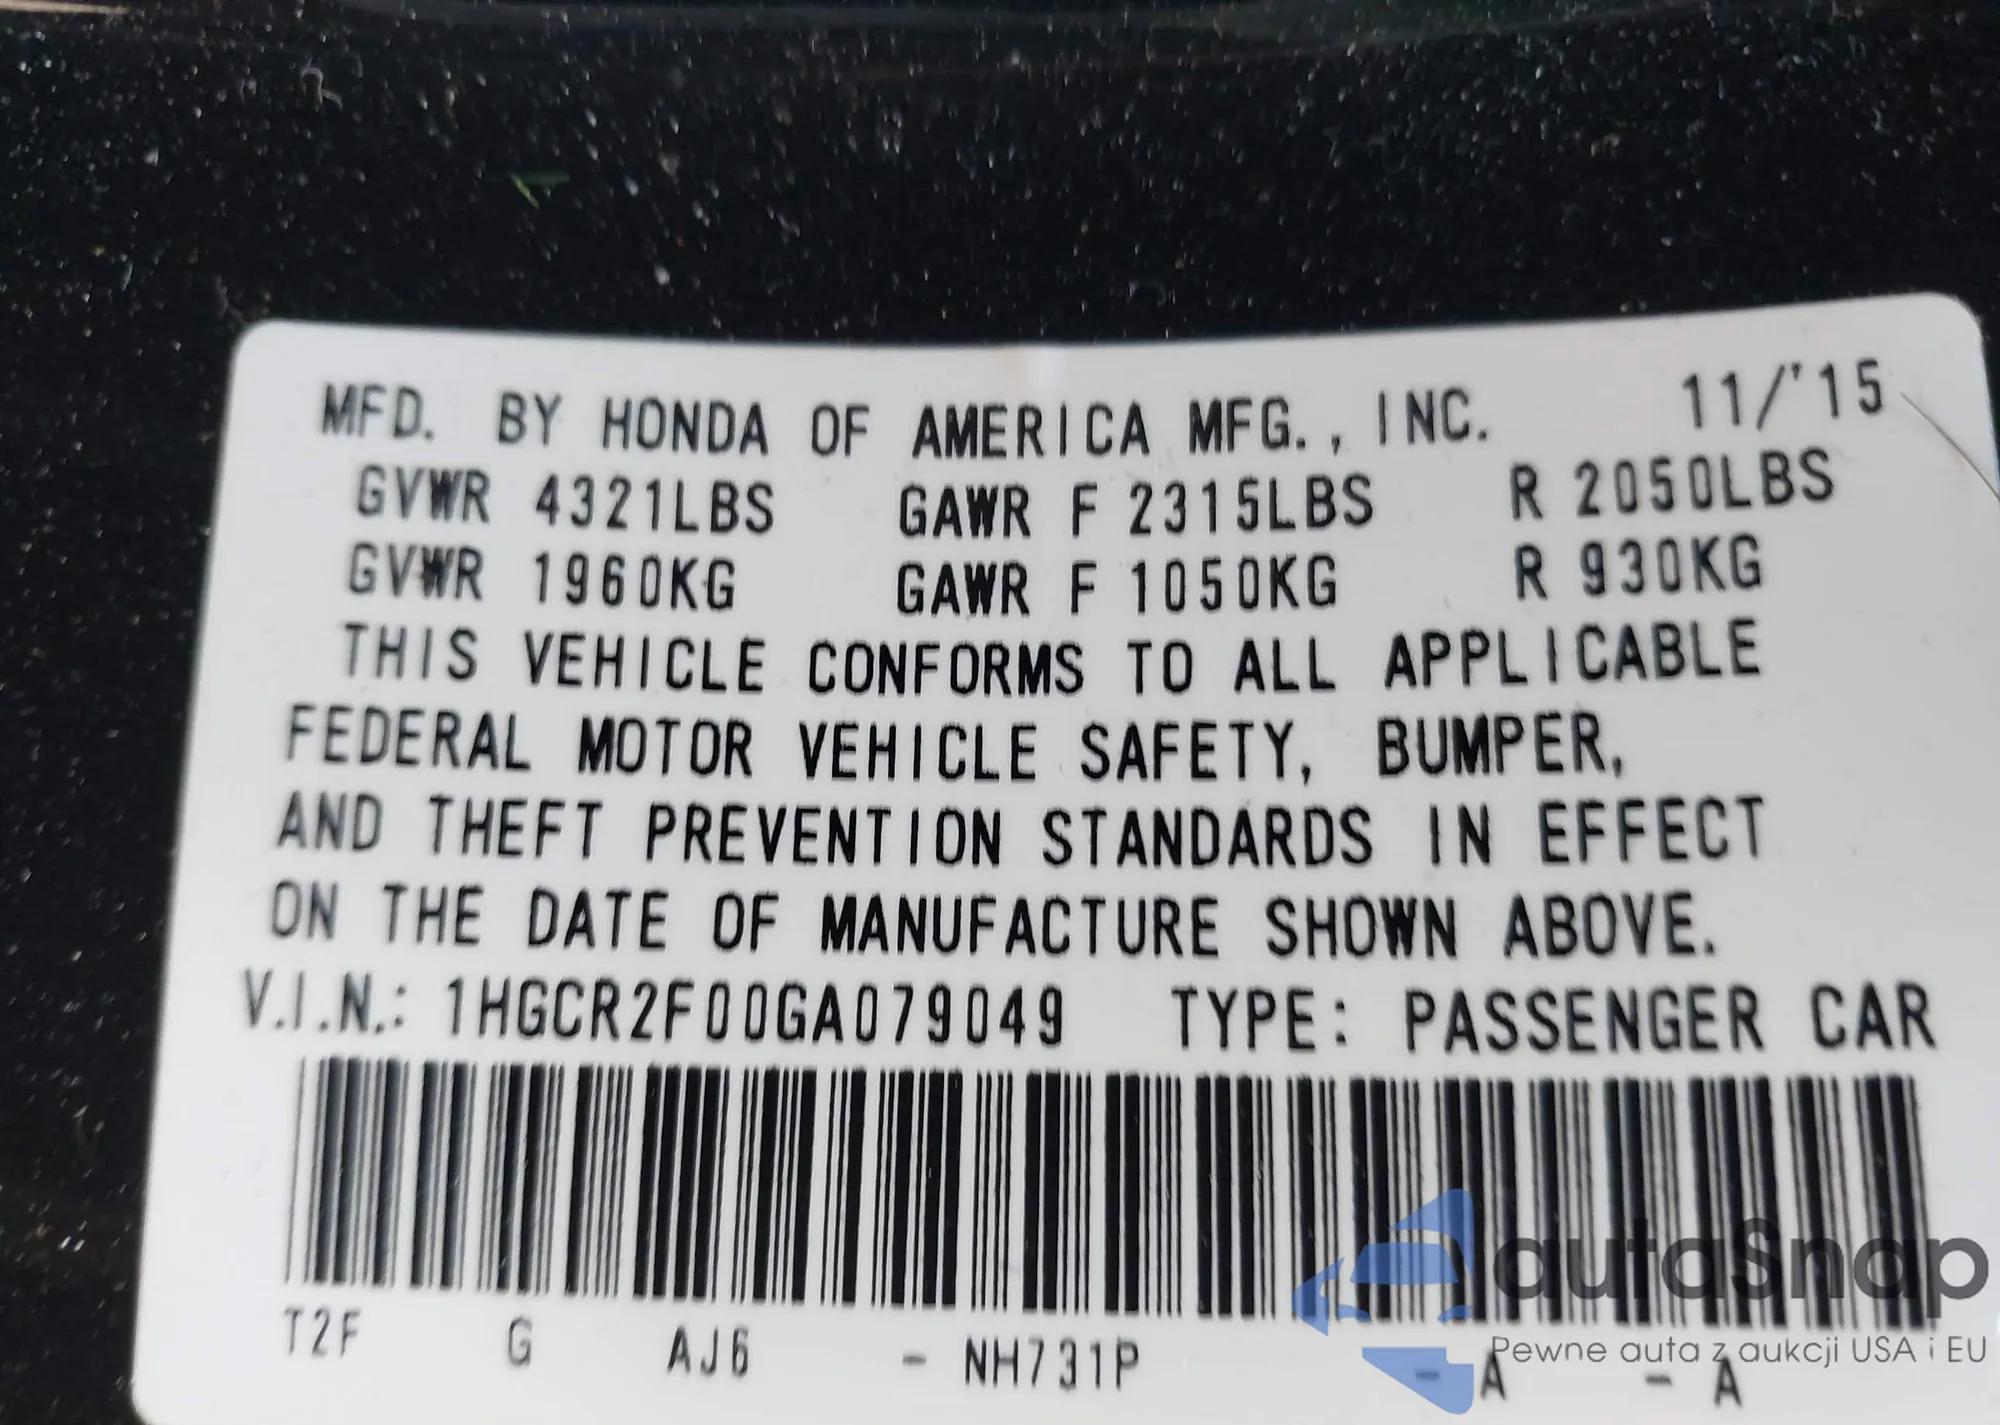 MFD. BY HONDA OF AMERICA MFG., INC. 11/'15
GVWR 4321LBS GAWR F 2315LBS R 2050LBS
GVWR 1960KG GAWR F 1050KG R 930KG
THIS VEHICLE CONFORMS TO ALL APPLICABLE
FEDERAL MOTOR VEHICLE SAFETY, BUMPER,
AND THEFT PREVENTION STANDARDS IN EFFECT
ON THE DATE OF MANUFACTURE SHOWN ABOVE.
V.I.N.: 1HGCR2F00GA079049 TYPE: PASSENGER CAR
T2F G AJ6 - NH731P - A - A
autaSnap
Pewne auta z aukcji USA i EU